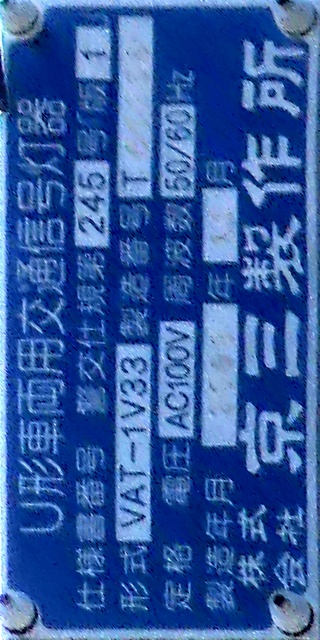 U形車両用交通信号灯器
仕様書番号 警交仕規第 245 号(版 1
形式 VAT-1V33 製造番号 T
定格 電圧 AC100V 周波数 50/60 Hz
製造年月 年 月
株式会社 京三製作所